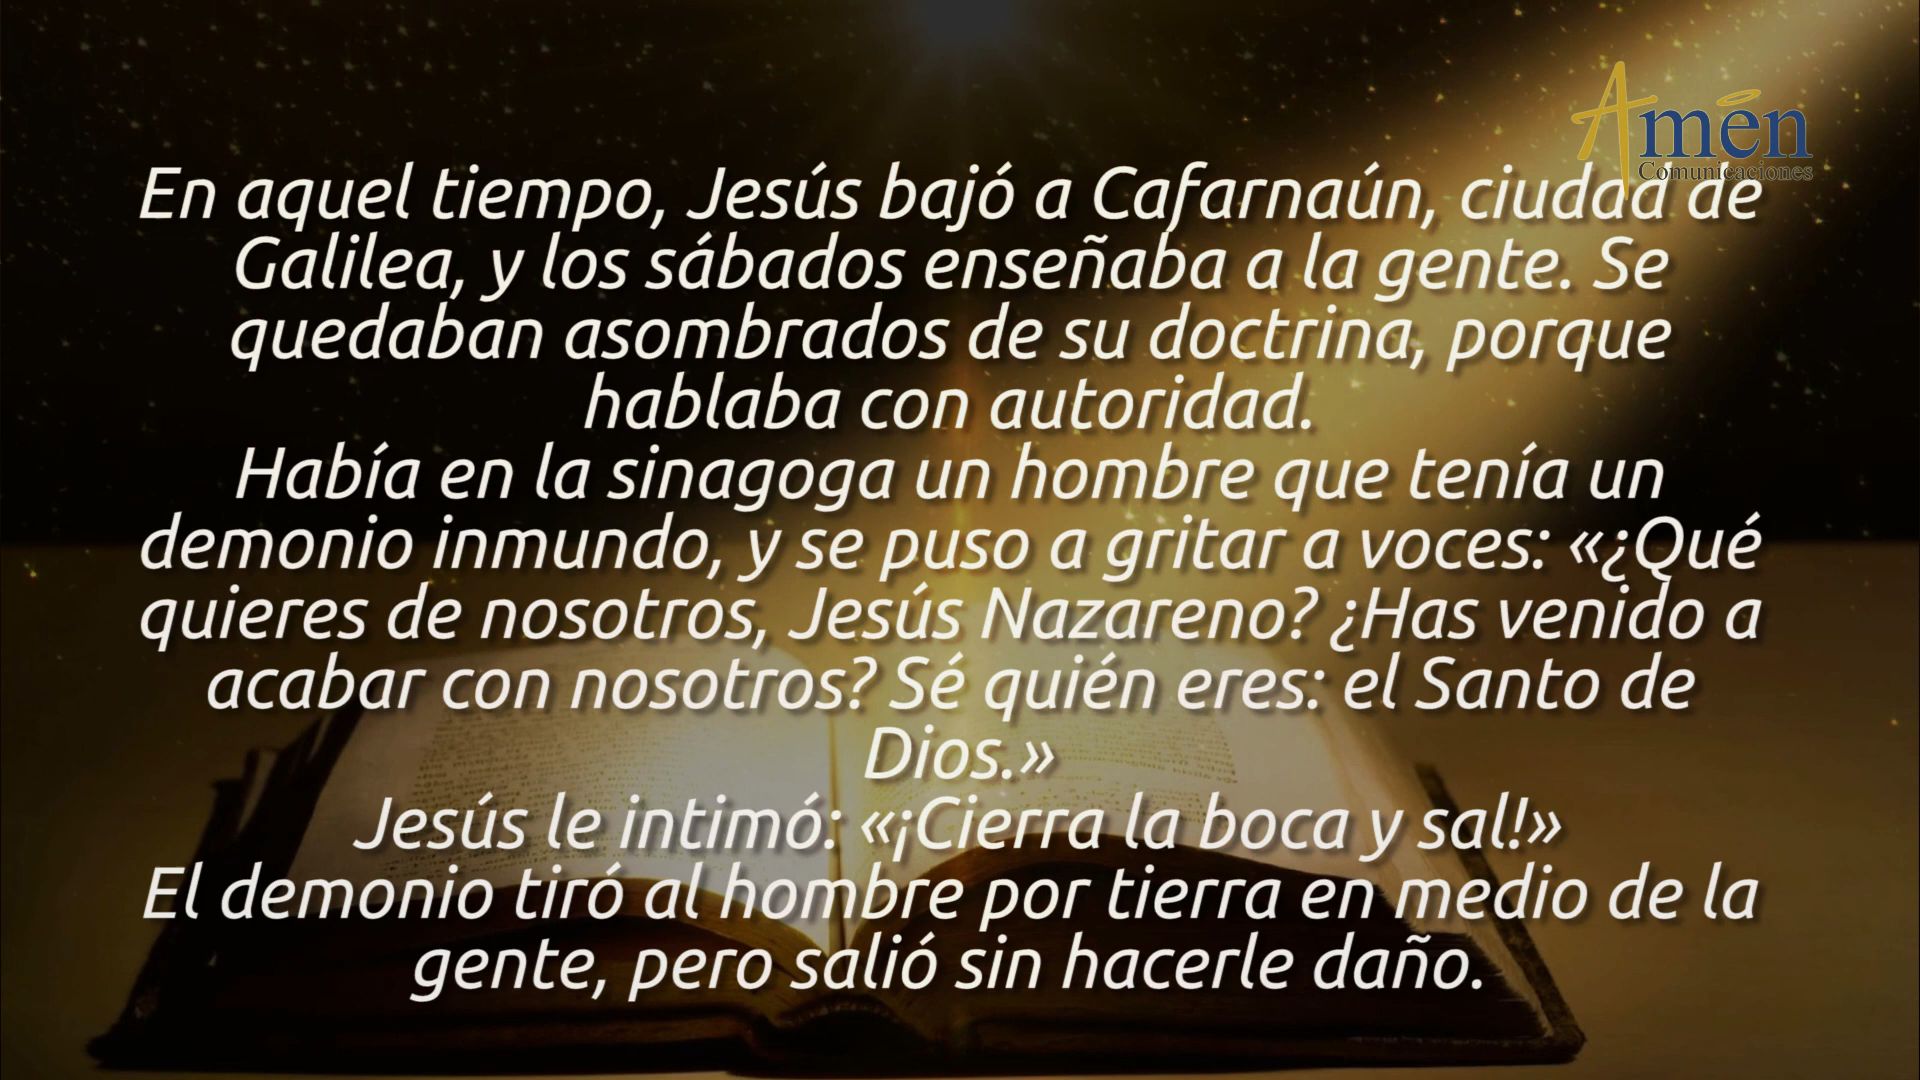 Amén
Comunicaciones
En aquel tiempo, Jesús bajó a Cafarnaún, ciudad de
Galilea, y los sábados enseñaba a la gente. Se
quedaban asombrados de su doctrina, porque
hablaba con autoridad.
Había en la sinagoga un hombre que tenía un
demonio inmundo, y se puso a gritar a voces: «¿Qué
quieres de nosotros, Jesús Nazareno? ¿Has venido a
acabar con nosotros? Sé quién eres: el Santo de
Dios.»
Jesús le intimó: «¡Cierra la boca y sal!»
El demonio tiró al hombre por tierra en medio de la
gente, pero salió sin hacerle daño.